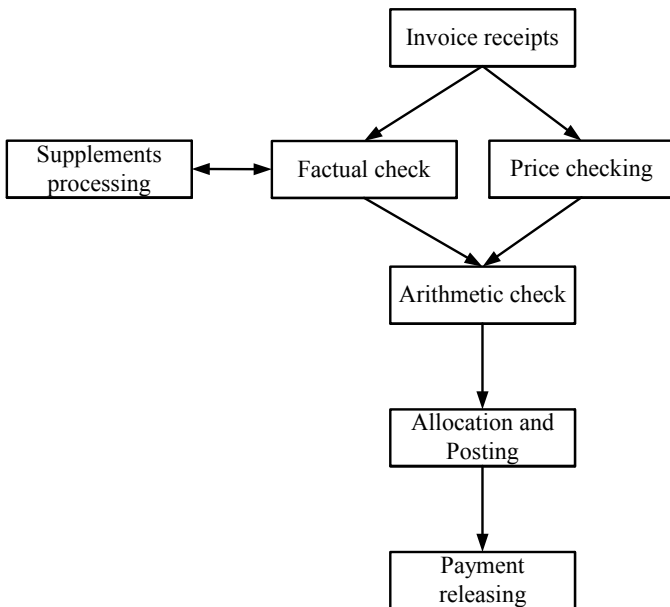 Invoice receipts
Supplements
processing
Factual check
Price checking
Arithmetic check
Allocation and
Posting
Payment
releasing